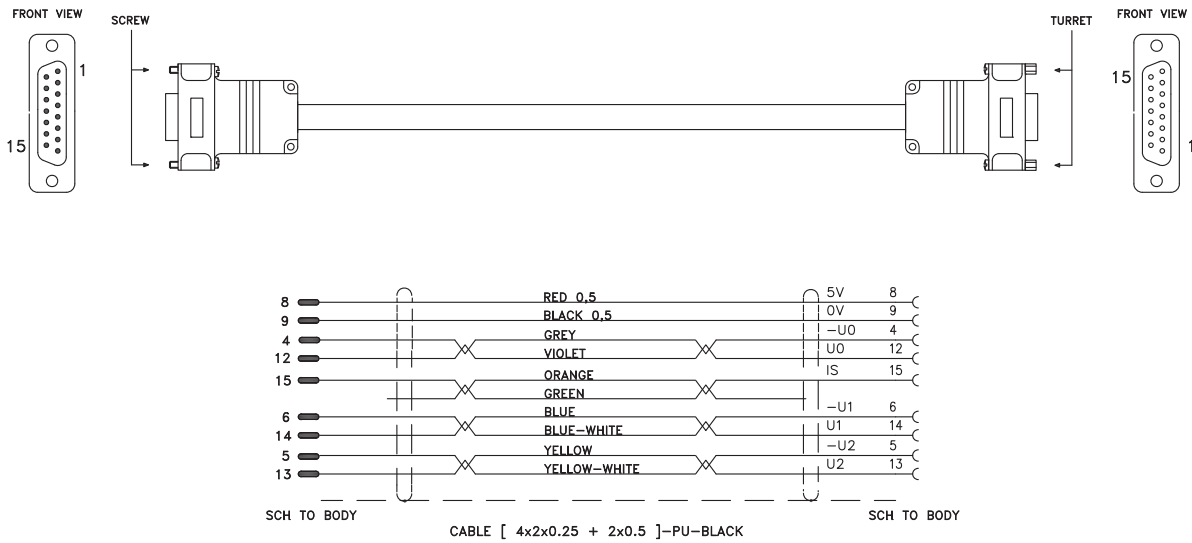 FRONT VIEW
SCREW
TURRET
FRONT VIEW
1
15
15
1
8 RED 0,5 5V 8
9 BLACK 0,5 0V 9
4 GREY -U0 4
12 VIOLET U0 12
15 ORANGE IS 15
GREEN
6 BLUE -U1 6
14 BLUE-WHITE U1 14
5 YELLOW -U2 5
13 YELLOW-WHITE U2 13
SCH TO BODY
SCH TO BODY
CABLE [ 4x2x0.25 + 2x0.5 ]-PU-BLACK